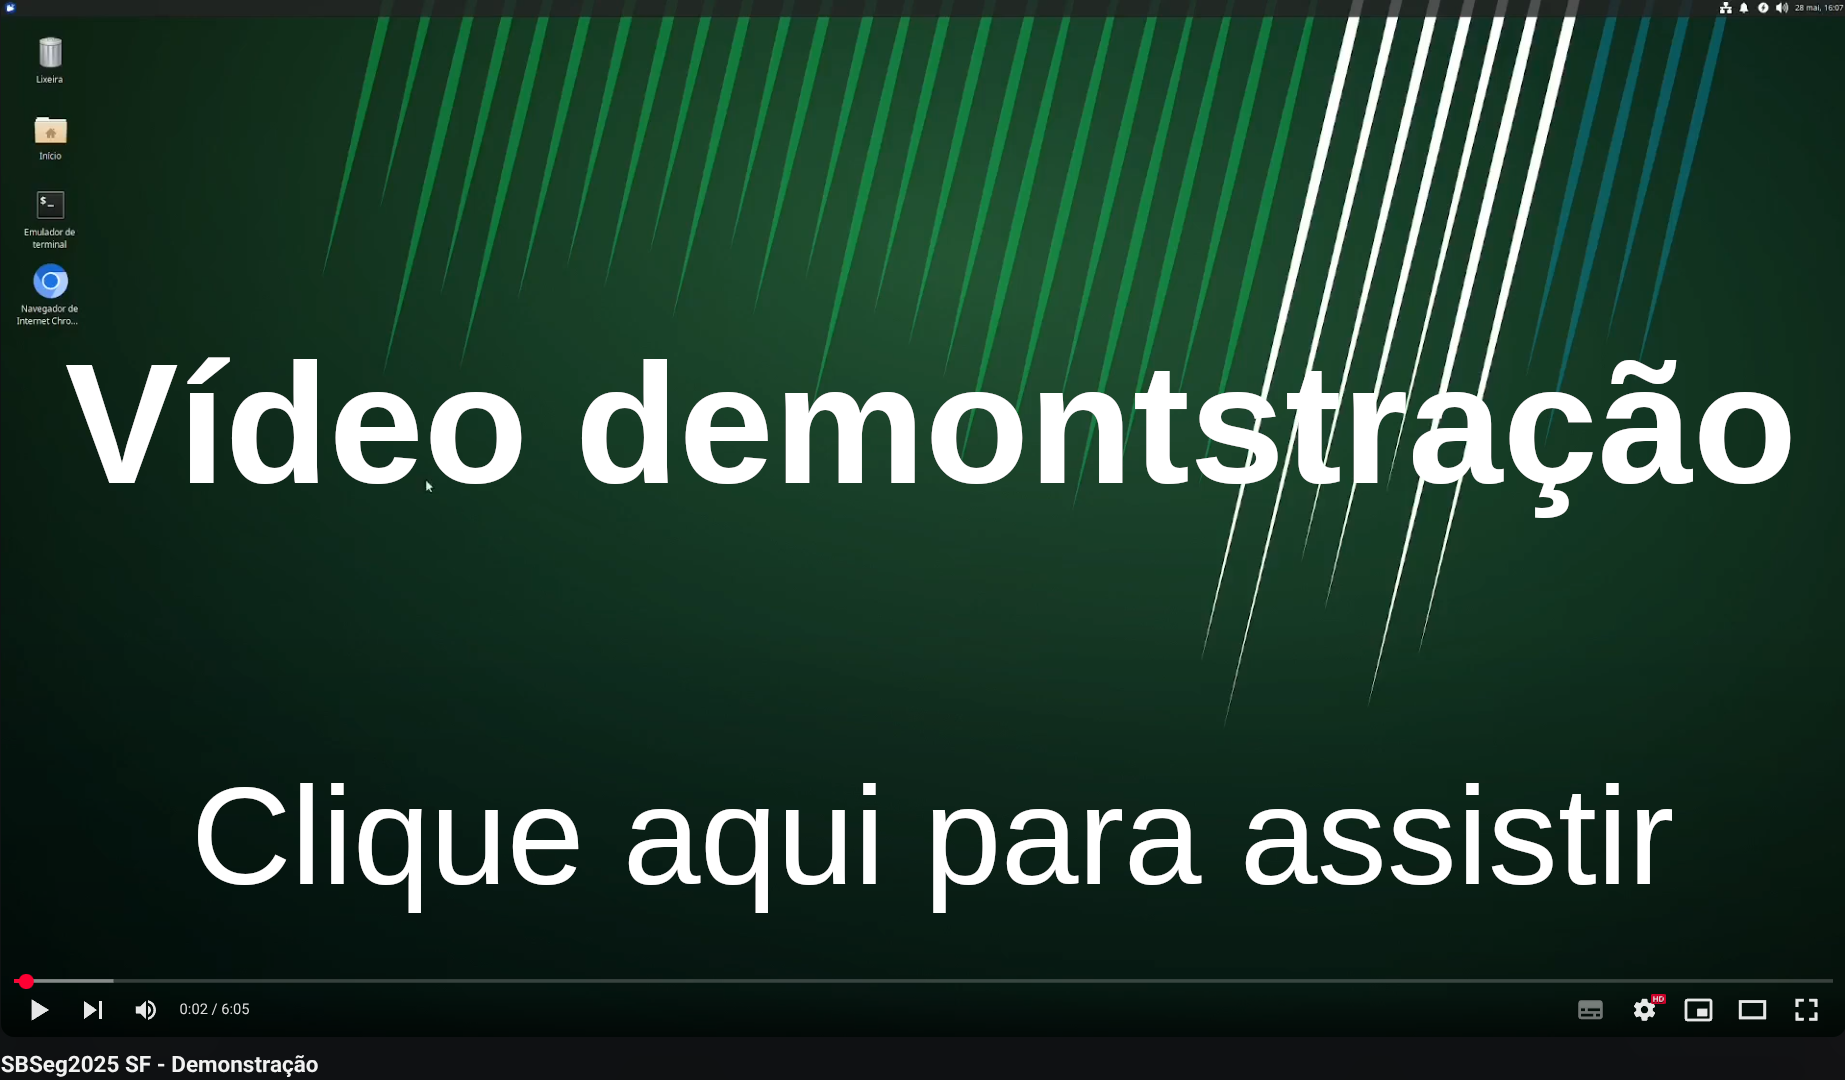 28 mai, 16:07
Lixeira
Início
$_
Emulador de
terminal
Navegador de
Internet Chro...
Vídeo demontstração
Clique aqui para assistir
0:02 / 6:05
HD
SBSeg2025 SF - Demonstração